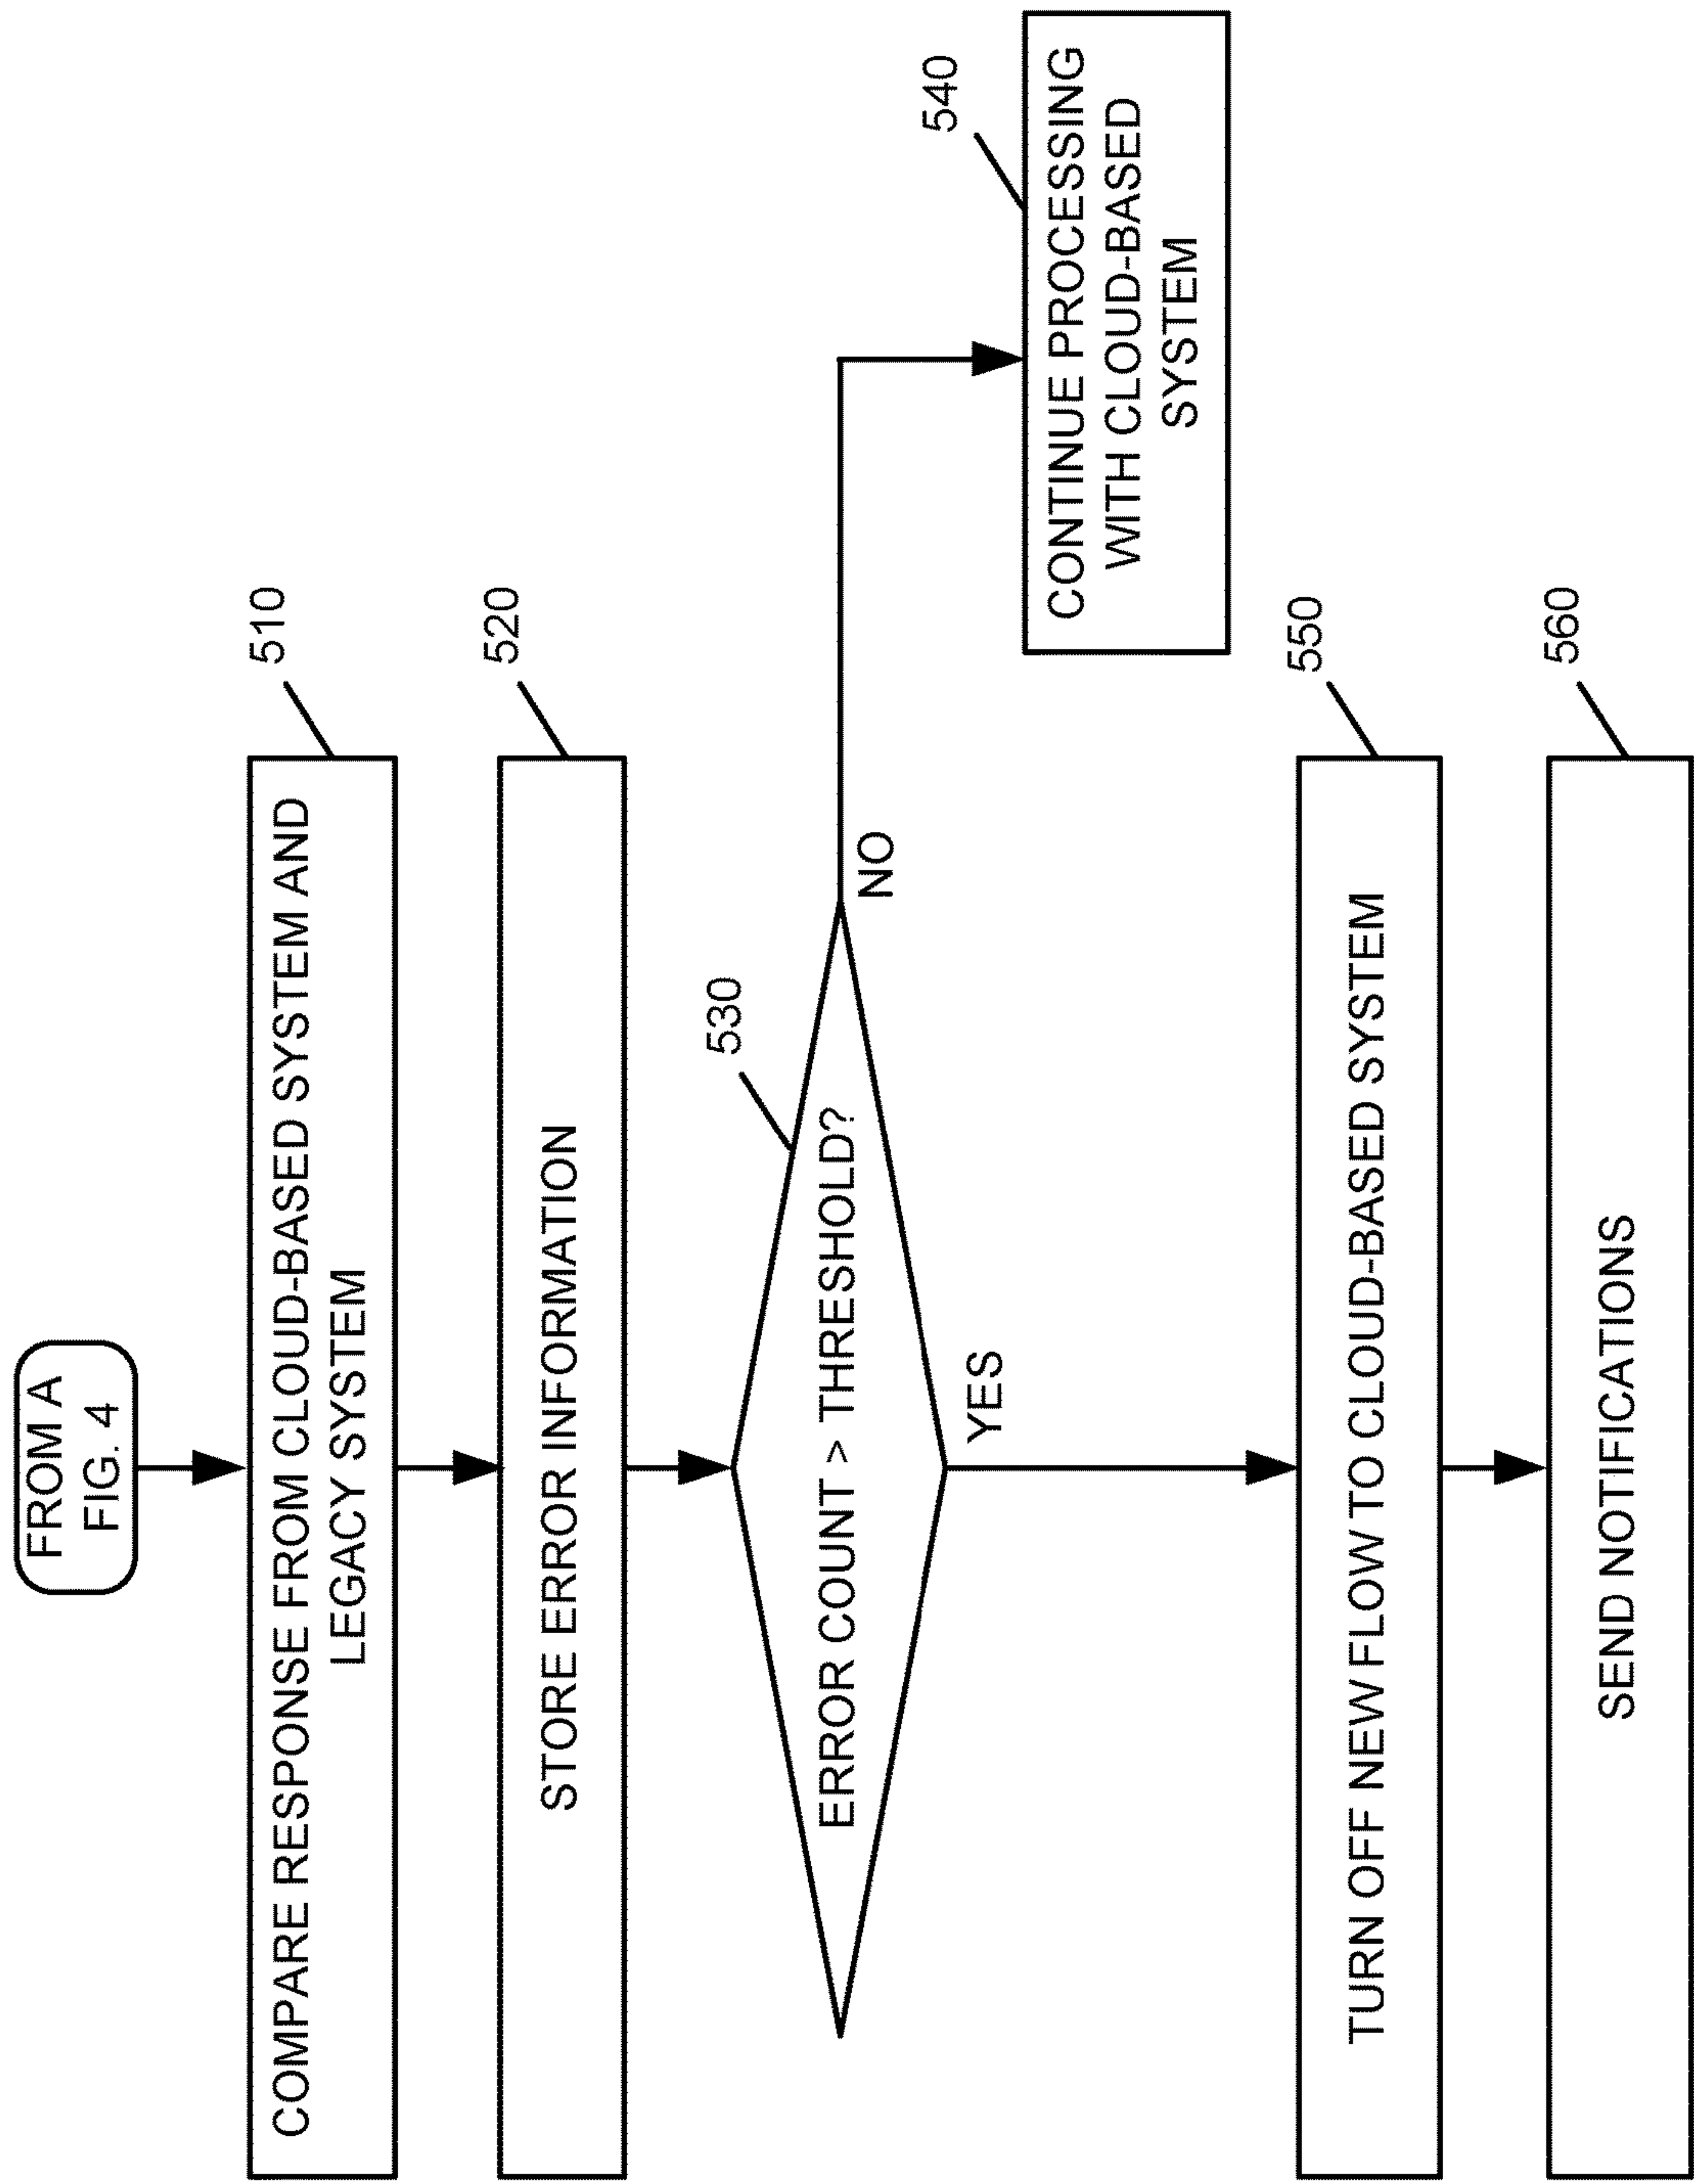 FROM A
FIG. 4
510
COMPARE RESPONSE FROM CLOUD-BASED SYSTEM AND
LEGACY SYSTEM
520
STORE ERROR INFORMATION
530
ERROR COUNT > THRESHOLD?
NO
YES
540
CONTINUE PROCESSING
WITH CLOUD-BASED
SYSTEM
550
TURN OFF NEW FLOW TO CLOUD-BASED SYSTEM
560
SEND NOTIFICATIONS